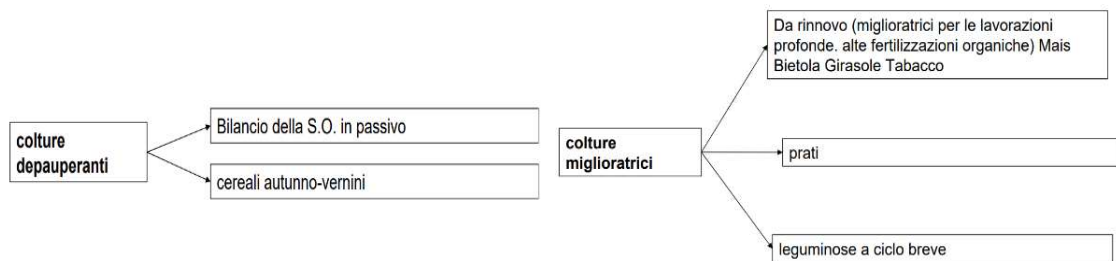 colture
depauperanti
Bilancio della S.O. in passivo
cereali autunno-vernini
colture
miglioratrici
Da rinnovo (miglioratrici per le lavorazioni
profonde. alte fertilizzazioni organiche) Mais
Bietola Girasole Tabacco
prati
leguminose a ciclo breve